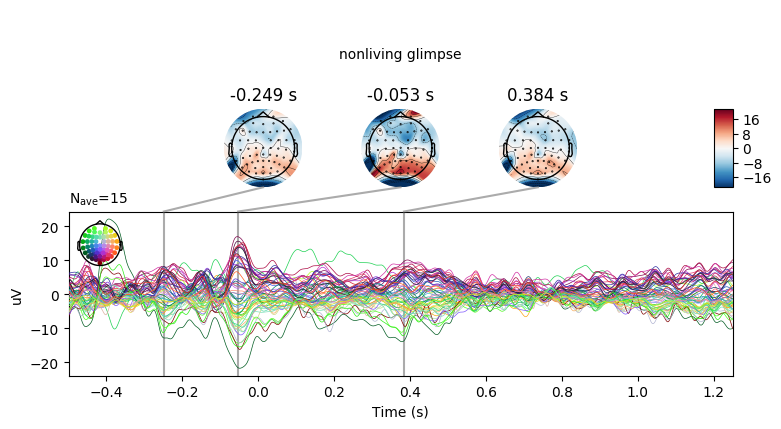 nonliving glimpse
-0.249 s -0.053 s 0.384 s
16
8
0
−8
−16
Nave=15
20
10
0
−10
−20
uV
−0.4 −0.2 0.0 0.2 0.4 0.6 0.8 1.0 1.2
Time (s)